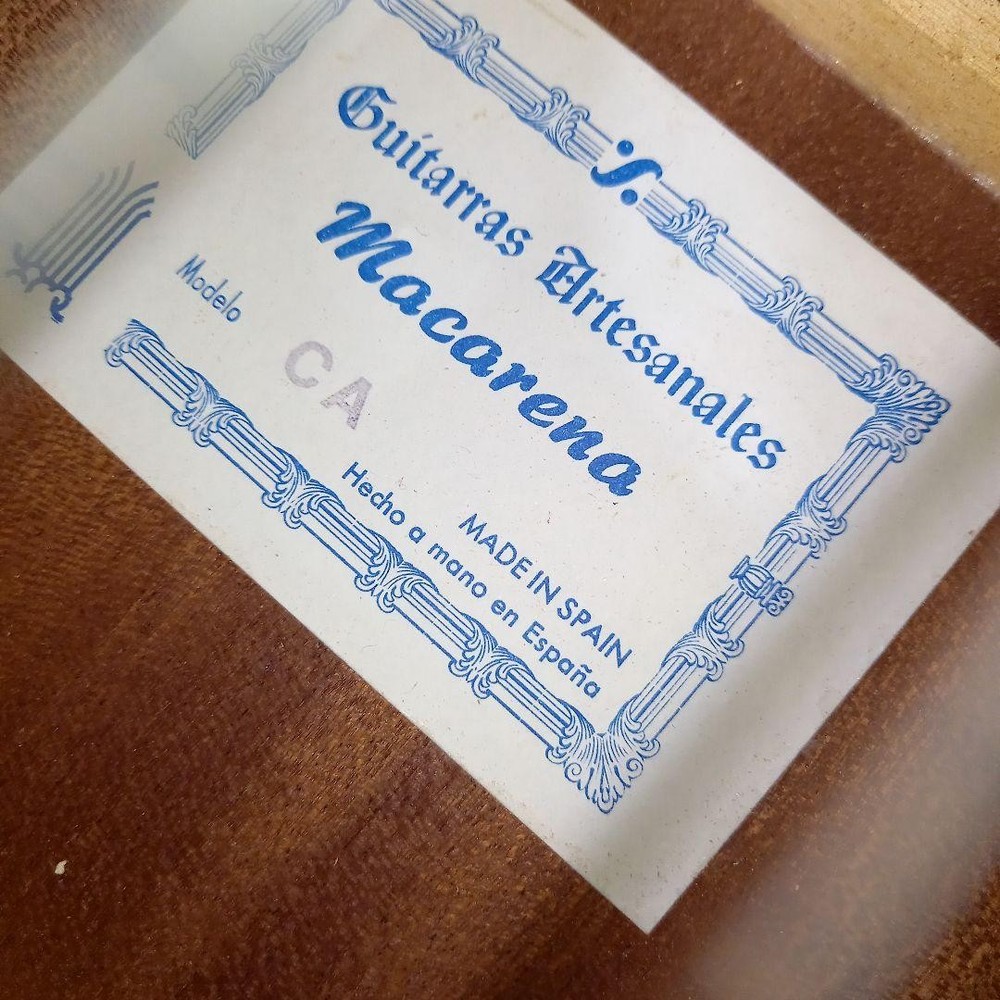 Guitarras Artesanales
Macarena
Modelo
CA
MADE IN SPAIN
Hecho a mano en España